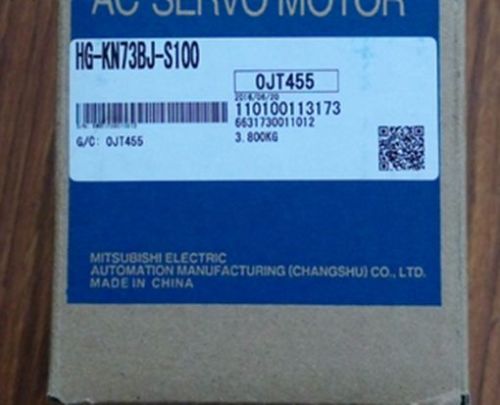 AC SERVO MOTOR
HG-KN73BJ-S100
0JT455
2016/06/20
110100113173
6631730011012
G/C: 0JT455
3.800KG
MITSUBISHI ELECTRIC
AUTOMATION MANUFACTURING (CHANGSHU) CO., LTD.
MADE IN CHINA